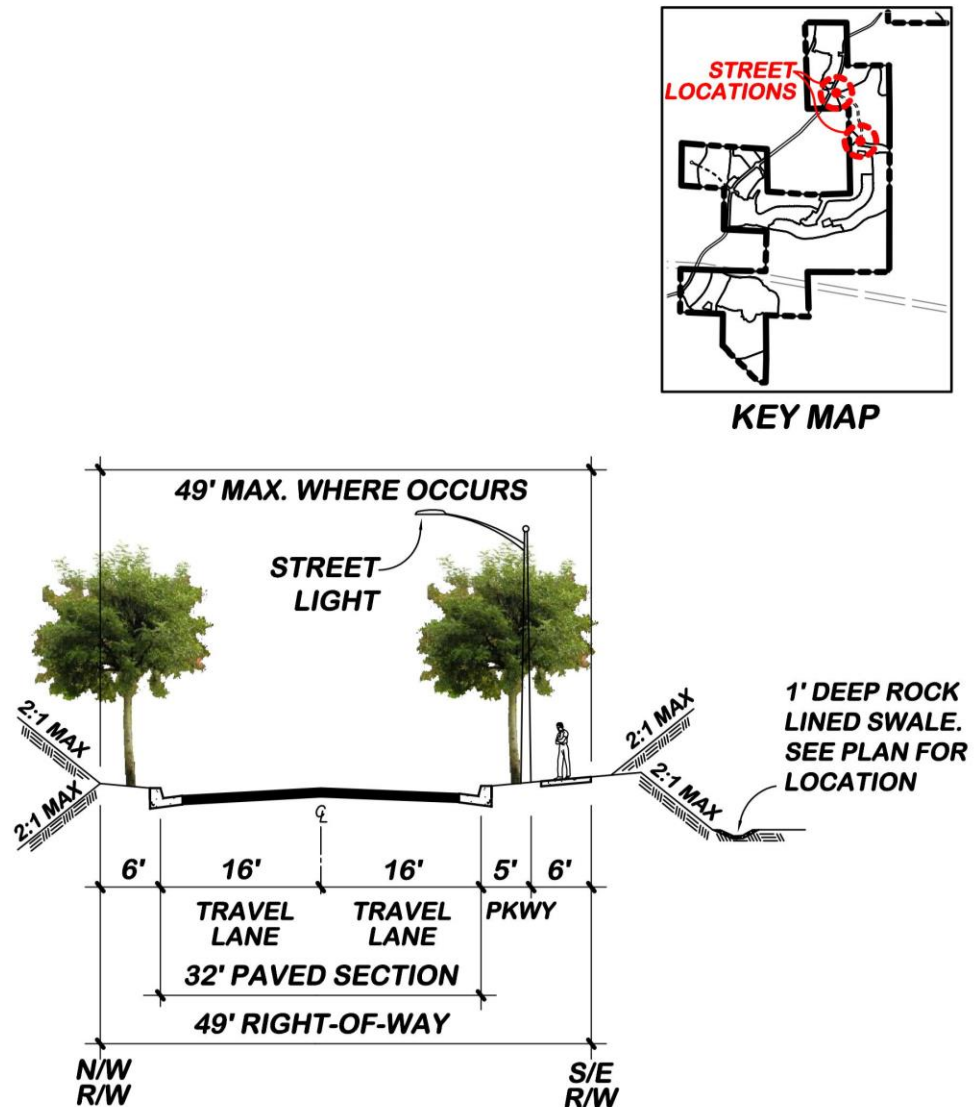 STREET
LOCATIONS
KEY MAP
49' MAX. WHERE OCCURS
STREET
LIGHT
2:1 MAX
2:1 MAX
2:1 MAX
2:1 MAX
1' DEEP ROCK
LINED SWALE.
SEE PLAN FOR
LOCATION
℄
6' 16' 16' 5' 6'
TRAVEL
LANE
TRAVEL
LANE
PKWY
32' PAVED SECTION
49' RIGHT-OF-WAY
N/W
R/W
S/E
R/W